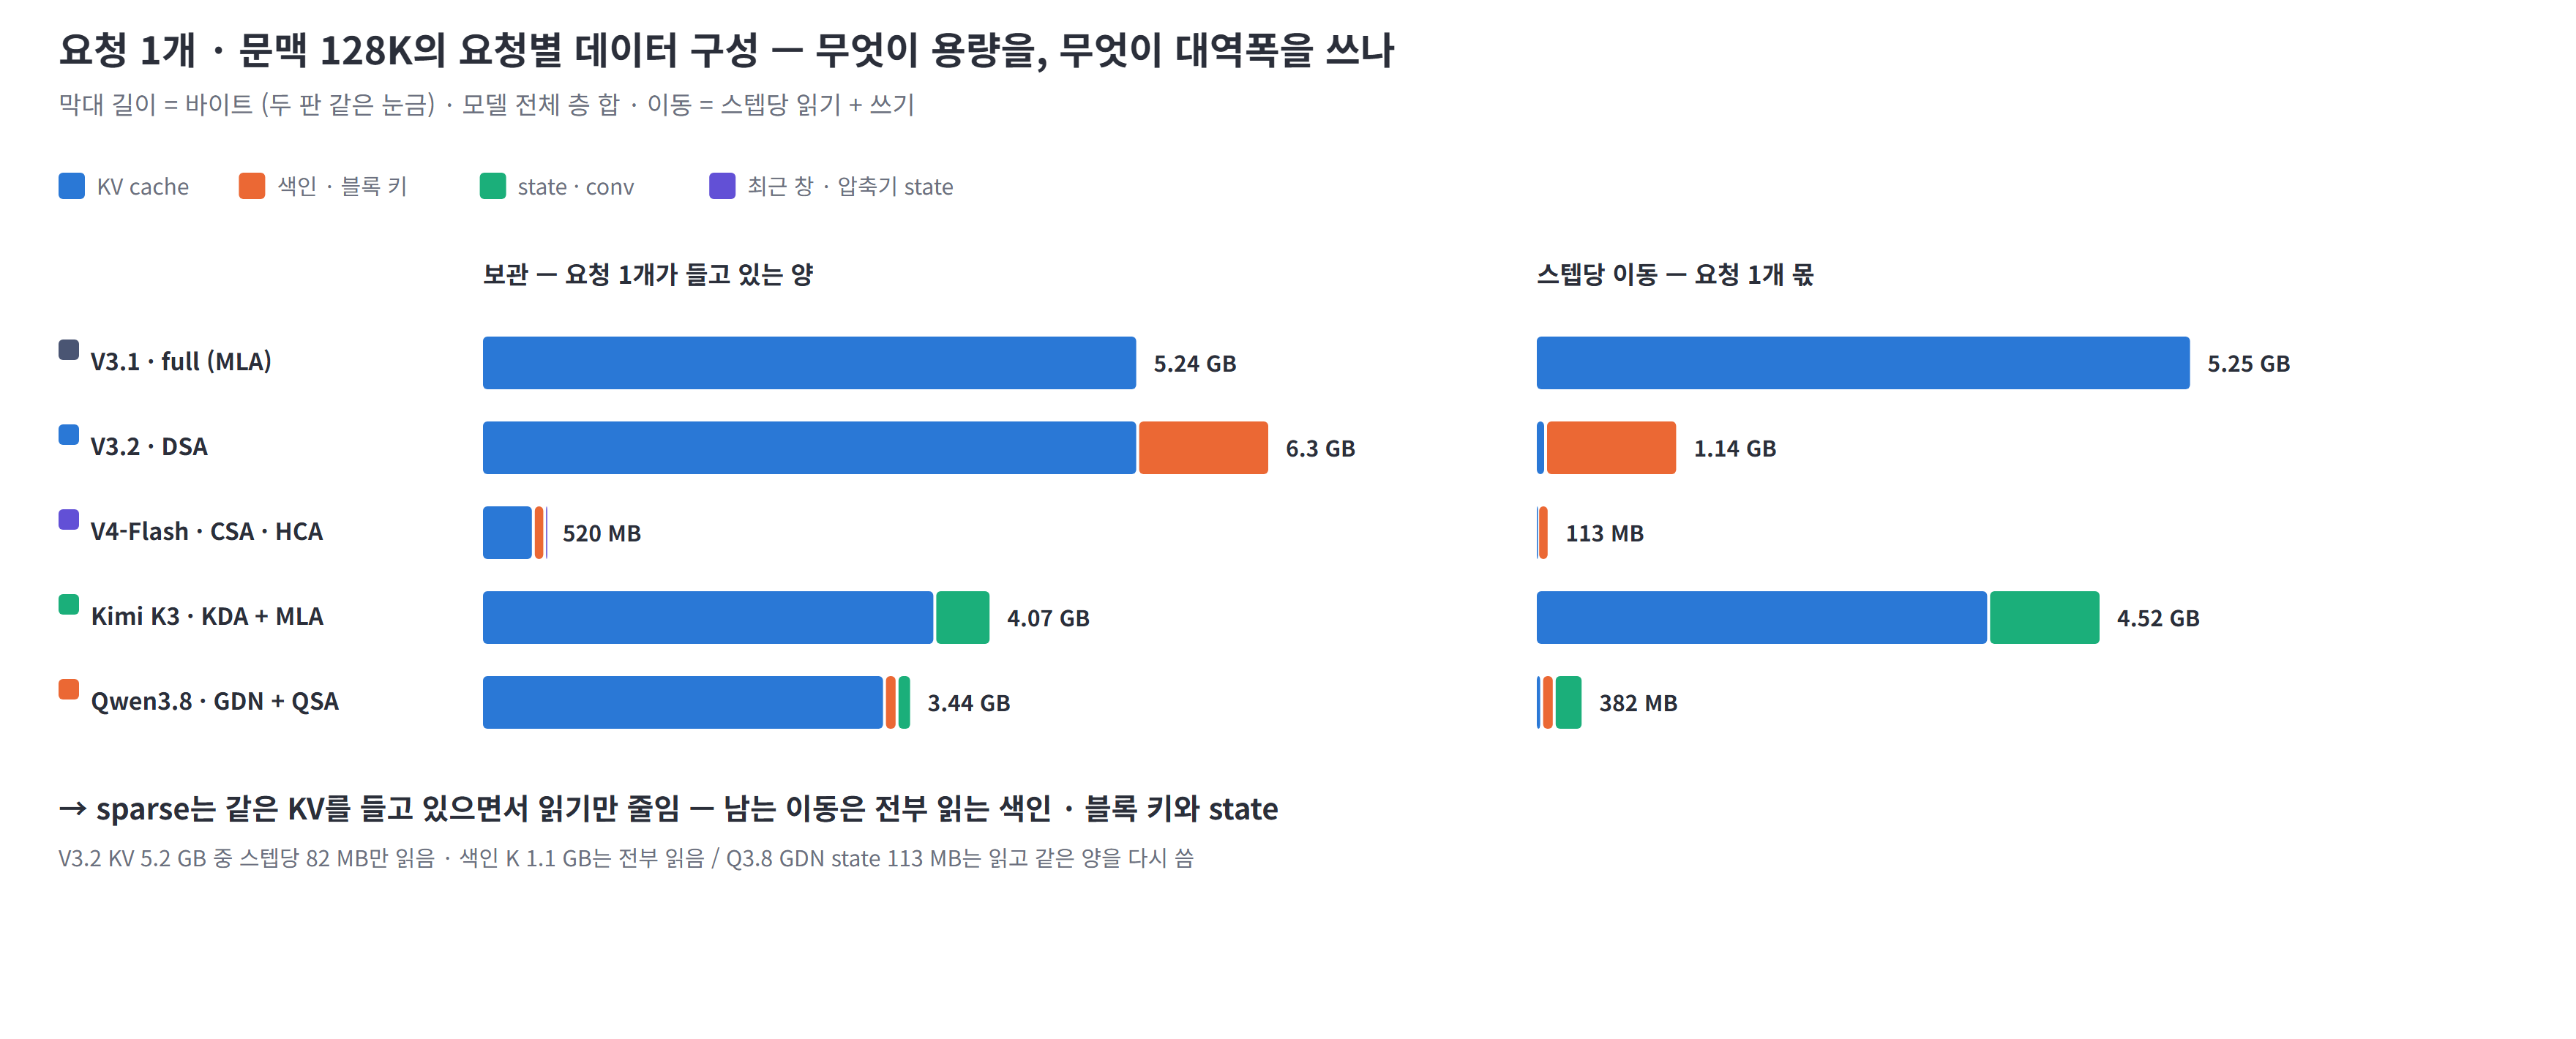 요청 1개 · 문맥 128K의 요청별 데이터 구성 — 무엇이 용량을, 무엇이 대역폭을 쓰나
막대 길이 = 바이트 (두 판 같은 눈금) · 모델 전체 층 합 · 이동 = 스텝당 읽기 + 쓰기
KV cache
색인 · 블록 키
state · conv
최근 창 · 압축기 state
보관 — 요청 1개가 들고 있는 양
스텝당 이동 — 요청 1개 몫
V3.1 · full (MLA)
5.24 GB
5.25 GB
V3.2 · DSA
6.3 GB
1.14 GB
V4-Flash · CSA · HCA
520 MB
113 MB
Kimi K3 · KDA + MLA
4.07 GB
4.52 GB
Qwen3.8 · GDN + QSA
3.44 GB
382 MB
→ sparse는 같은 KV를 들고 있으면서 읽기만 줄임 — 남는 이동은 전부 읽는 색인 · 블록 키와 state
V3.2 KV 5.2 GB 중 스텝당 82 MB만 읽음 · 색인 K 1.1 GB는 전부 읽음 / Q3.8 GDN state 113 MB는 읽고 같은 양을 다시 씀